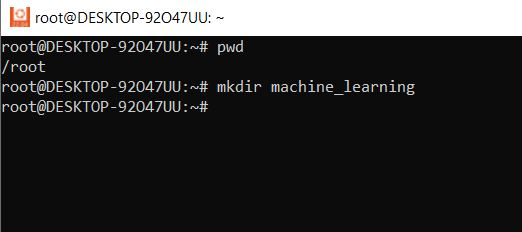 root@DESKTOP-92O47UU: ~
root@DESKTOP-92O47UU:~# pwd
/root
root@DESKTOP-92O47UU:~# mkdir machine_learning
root@DESKTOP-92O47UU:~#